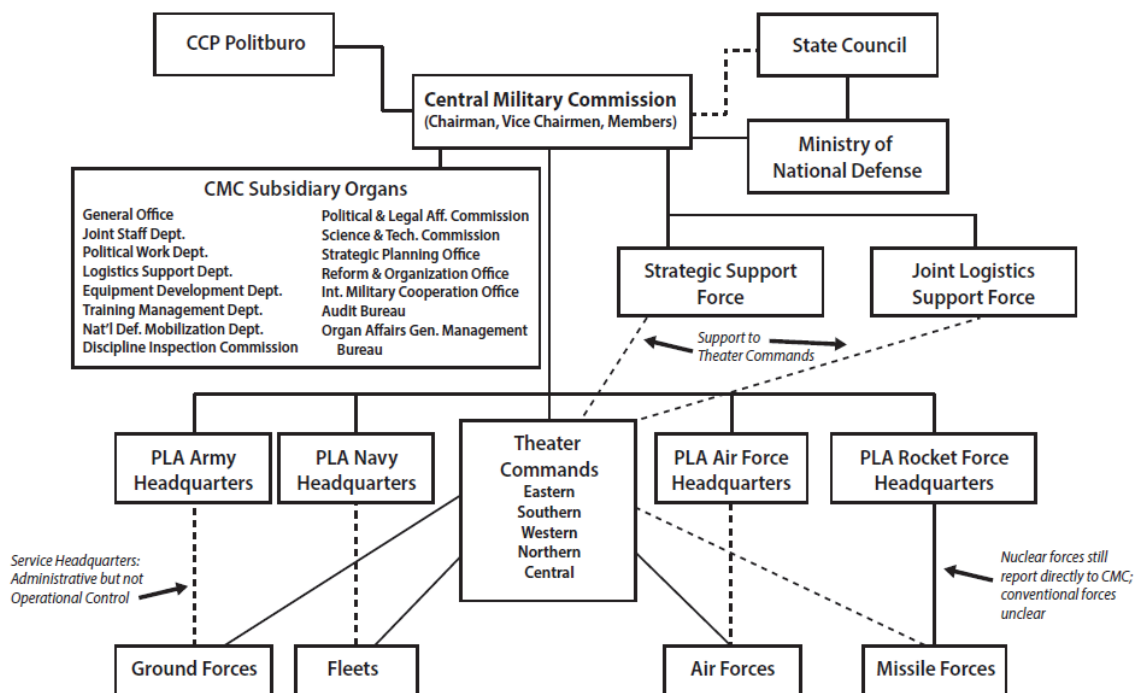 CCP Politburo
State Council
Central Military Commission
(Chairman, Vice Chairmen, Members)
Ministry of
National Defense
CMC Subsidiary Organs
General Office
Joint Staff Dept.
Political Work Dept.
Logistics Support Dept.
Equipment Development Dept.
Training Management Dept.
Nat'l Def. Mobilization Dept.
Discipline Inspection Commission
Political & Legal Aff. Commission
Science & Tech. Commission
Strategic Planning Office
Reform & Organization Office
Int. Military Cooperation Office
Audit Bureau
Organ Affairs Gen. Management
Bureau
Strategic Support
Force
Joint Logistics
Support Force
Support to
Theater Commands
PLA Army
Headquarters
PLA Navy
Headquarters
Theater
Commands
Eastern
Southern
Western
Northern
Central
PLA Air Force
Headquarters
PLA Rocket Force
Headquarters
Service Headquarters:
Administrative but not
Operational Control
Nuclear forces still
report directly to CMC;
conventional forces
unclear
Ground Forces
Fleets
Air Forces
Missile Forces